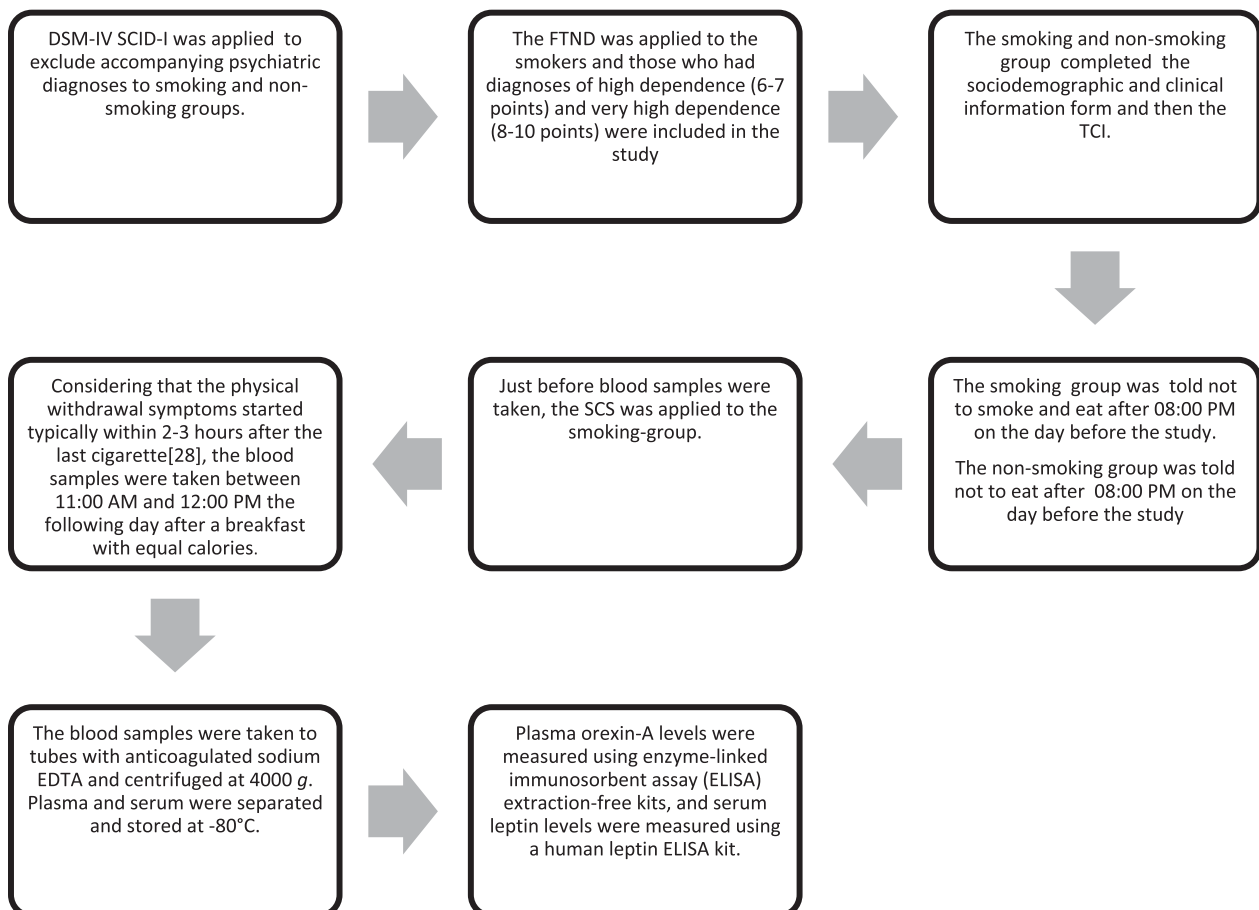 DSM-IV SCID-I was applied to
exclude accompanying psychiatric
diagnoses to smoking and non-
smoking groups.
The FTND was applied to the
smokers and those who had
diagnoses of high dependence (6-7
points) and very high dependence
(8-10 points) were included in the
study
The smoking and non-smoking
group completed the
sociodemographic and clinical
information form and then the
TCI.
The smoking group was told not
to smoke and eat after 08:00 PM
on the day before the study.
The non-smoking group was told
not to eat after 08:00 PM on the
day before the study
Just before blood samples were
taken, the SCS was applied to the
smoking-group.
Considering that the physical
withdrawal symptoms started
typically within 2-3 hours after the
last cigarette[28], the blood
samples were taken between
11:00 AM and 12:00 PM the
following day after a breakfast
with equal calories.
The blood samples were taken to
tubes with anticoagulated sodium
EDTA and centrifuged at 4000 g.
Plasma and serum were separated
and stored at -80°C.
Plasma orexin-A levels were
measured using enzyme-linked
immunosorbent assay (ELISA)
extraction-free kits, and serum
leptin levels were measured using
a human leptin ELISA kit.